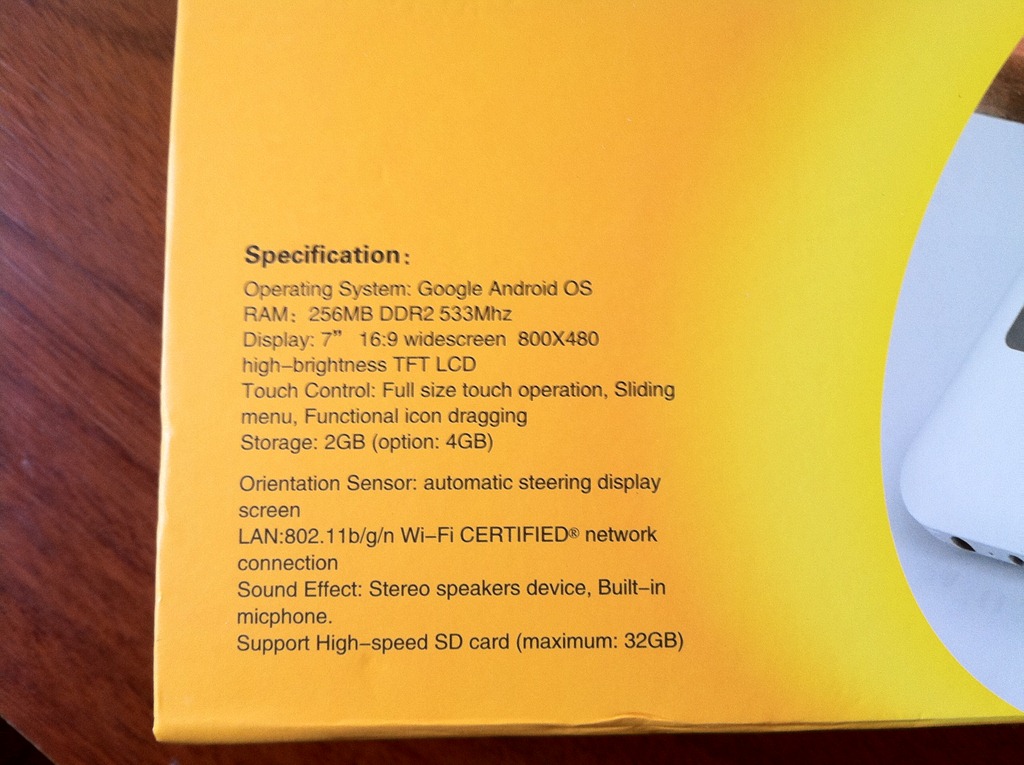 Specification:
Operating System: Google Android OS
RAM: 256MB DDR2 533Mhz
Display: 7” 16:9 widescreen 800X480
high-brightness TFT LCD
Touch Control: Full size touch operation, Sliding
menu, Functional icon dragging
Storage: 2GB (option: 4GB)
Orientation Sensor: automatic steering display
screen
LAN:802.11b/g/n Wi-Fi CERTIFIED® network
connection
Sound Effect: Stereo speakers device, Built-in
micphone.
Support High-speed SD card (maximum: 32GB)